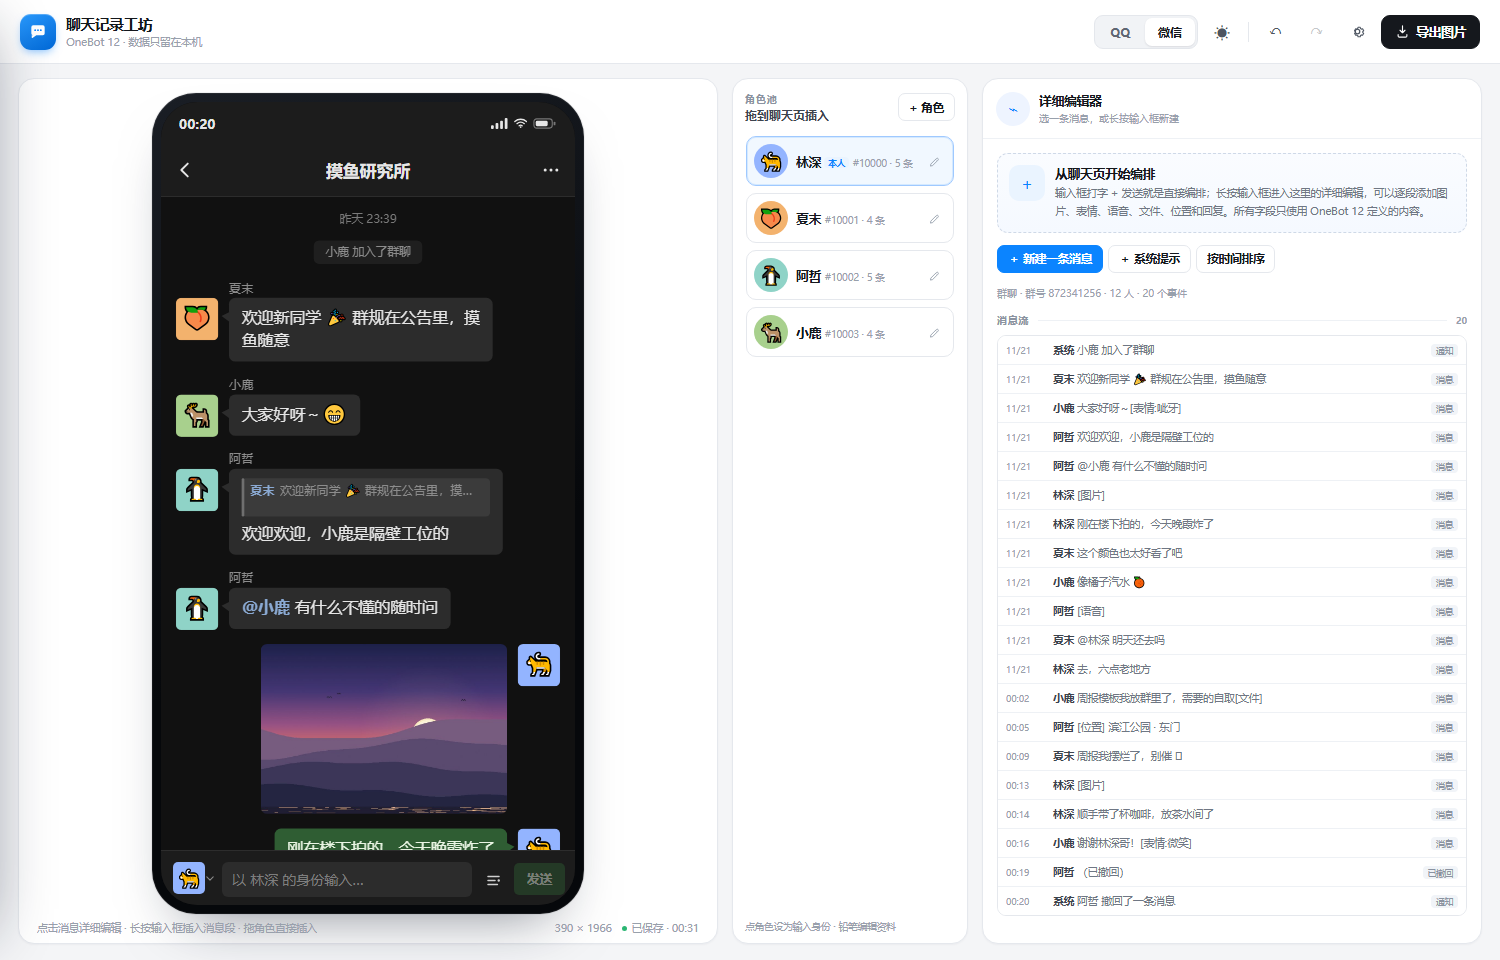 聊天记录工坊
OneBot 12 · 数据只留在本机
QQ
微信
导出图片
00:20
摸鱼研究所
昨天 23:39
小鹿 加入了群聊
夏末
欢迎新同学 🎉 群规在公告里，摸
鱼随意
小鹿
大家好呀～😁
阿哲
夏末 欢迎新同学 🎉 群规在公告里，摸...
欢迎欢迎，小鹿是隔壁工位的
阿哲
@小鹿 有什么不懂的随时问
刚在楼下拍的，今天晚霞炸了
以 林深 的身份输入...
发送
点击消息详细编辑 · 长按输入框插入消息段 · 拖角色直接插入
390 × 1966
已保存 · 00:31
角色池
拖到聊天页插入
+ 角色
林深 本人 #10000 · 5 条
夏末 #10001 · 4 条
阿哲 #10002 · 5 条
小鹿 #10003 · 4 条
点角色设为输入身份 · 铅笔编辑资料
详细编辑器
选一条消息，或长按输入框新建
从聊天页开始编排
输入框打字 + 发送就是直接编排；长按输入框进入这里的详细编辑，可以逐段添加图
片、表情、语音、文件、位置和回复。所有字段只使用 OneBot 12 定义的内容。
+ 新建一条消息
+ 系统提示
按时间排序
群聊 · 群号 872341256 · 12 人 · 20 个事件
消息流 20
11/21 系统 小鹿 加入了群聊 通知
11/21 夏末 欢迎新同学 🎉 群规在公告里，摸鱼随意 消息
11/21 小鹿 大家好呀～[表情:呲牙] 消息
11/21 阿哲 欢迎欢迎，小鹿是隔壁工位的 消息
11/21 阿哲 @小鹿 有什么不懂的随时问 消息
11/21 林深 [图片] 消息
11/21 林深 刚在楼下拍的，今天晚霞炸了 消息
11/21 夏末 这个颜色也太好看了吧 消息
11/21 小鹿 像橘子汽水 🍊 消息
11/21 阿哲 [语音] 消息
11/21 夏末 @林深 明天还去吗 消息
11/21 林深 去，六点老地方 消息
00:02 小鹿 周报模板我放群里了，需要的自取[文件] 消息
00:05 阿哲 [位置] 滨江公园 · 东门 消息
00:09 夏末 周报我摆烂了，别催 消息
00:13 林深 [图片] 消息
00:14 林深 顺手带了杯咖啡，放茶水间了 消息
00:16 小鹿 谢谢林深哥！[表情:微笑] 消息
00:19 阿哲 （已撤回） 已撤回
00:20 系统 阿哲 撤回了一条消息 通知